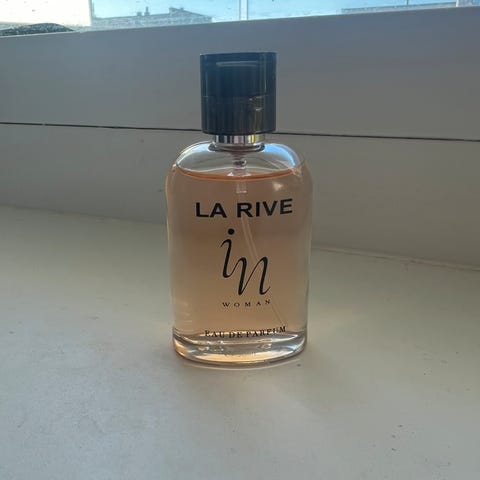 LA RIVE
in
WOMAN
EAU DE PARFUM